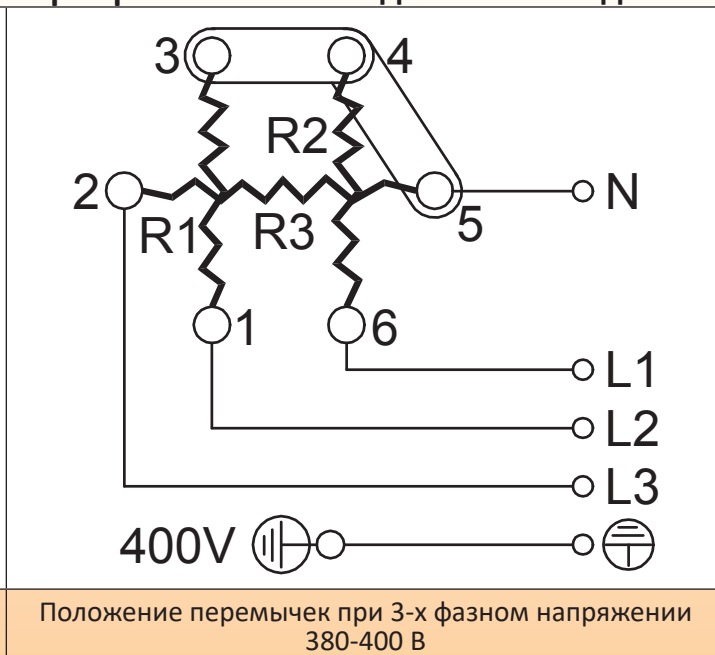 3 4
R2
2 N
5
R1 R3
1 6
L1
L2
L3
400V
Положение перемычек при 3-х фазном напряжении
380-400 В